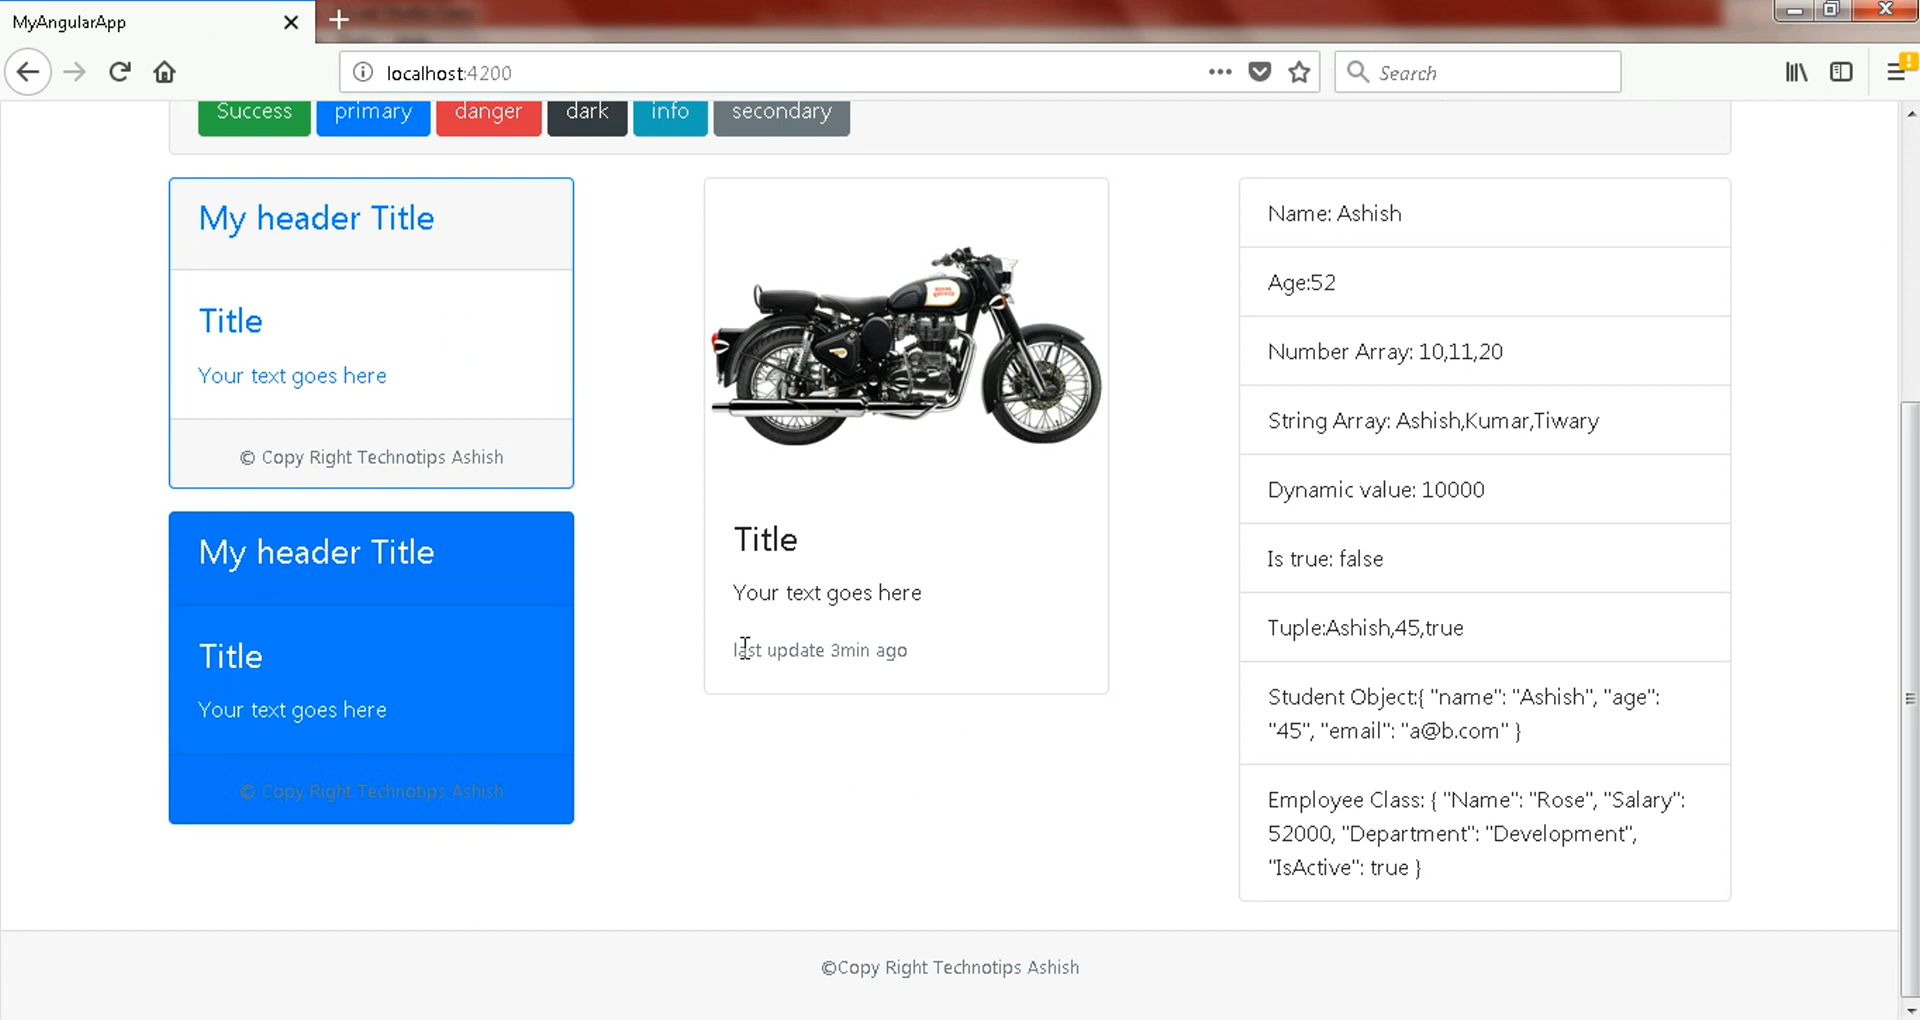 MyAngularApp
localhost:4200
Search
Success primary danger dark info secondary
My header Title
Title
Your text goes here
© Copy Right Technotips Ashish
My header Title
Title
Your text goes here
© Copy Right Technotips Ashish
Title
Your text goes here
last update 3min ago
Name: Ashish
Age:52
Number Array: 10,11,20
String Array: Ashish,Kumar,Tiwary
Dynamic value: 10000
Is true: false
Tuple:Ashish,45,true
Student Object:{ "name": "Ashish", "age":
"45", "email": "a@b.com" }
Employee Class: { "Name": "Rose", "Salary":
52000, "Department": "Development",
"IsActive": true }
©Copy Right Technotips Ashish